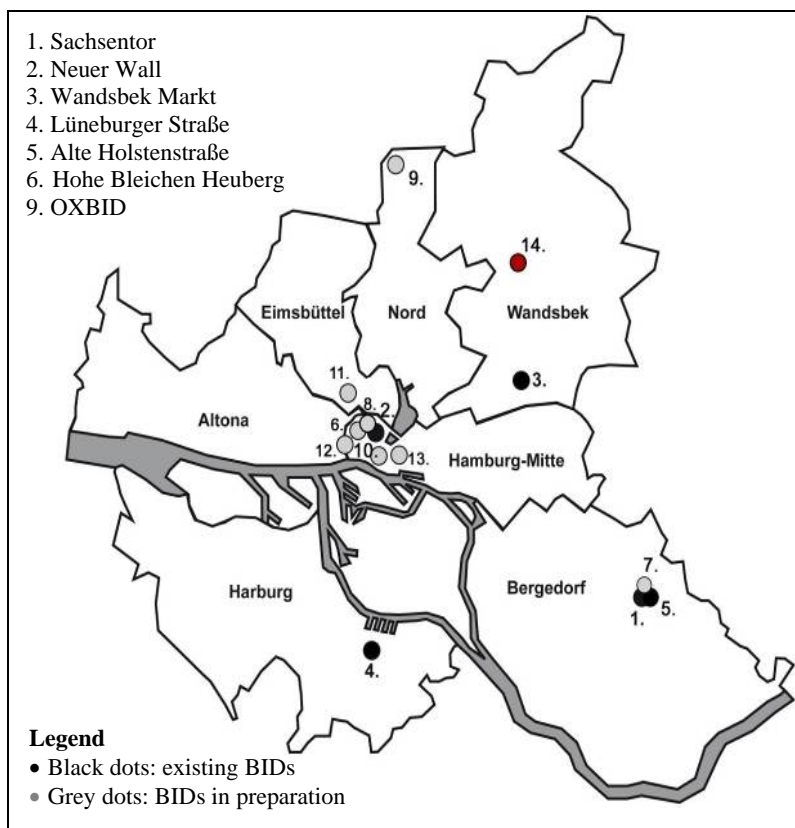 1. Sachsentor
2. Neuer Wall
3. Wandsbek Markt
4. Lüneburger Straße
5. Alte Holstenstraße
6. Hohe Bleichen Heuberg
9. OXBID
9.
14.
Eimsbüttel
Nord
Wandsbek
11.
3.
8.
2.
Altona
6.
12.
10.
13.
Hamburg-Mitte
7.
Harburg
Bergedorf
1.
5.
4.
Legend
• Black dots: existing BIDs
• Grey dots: BIDs in preparation